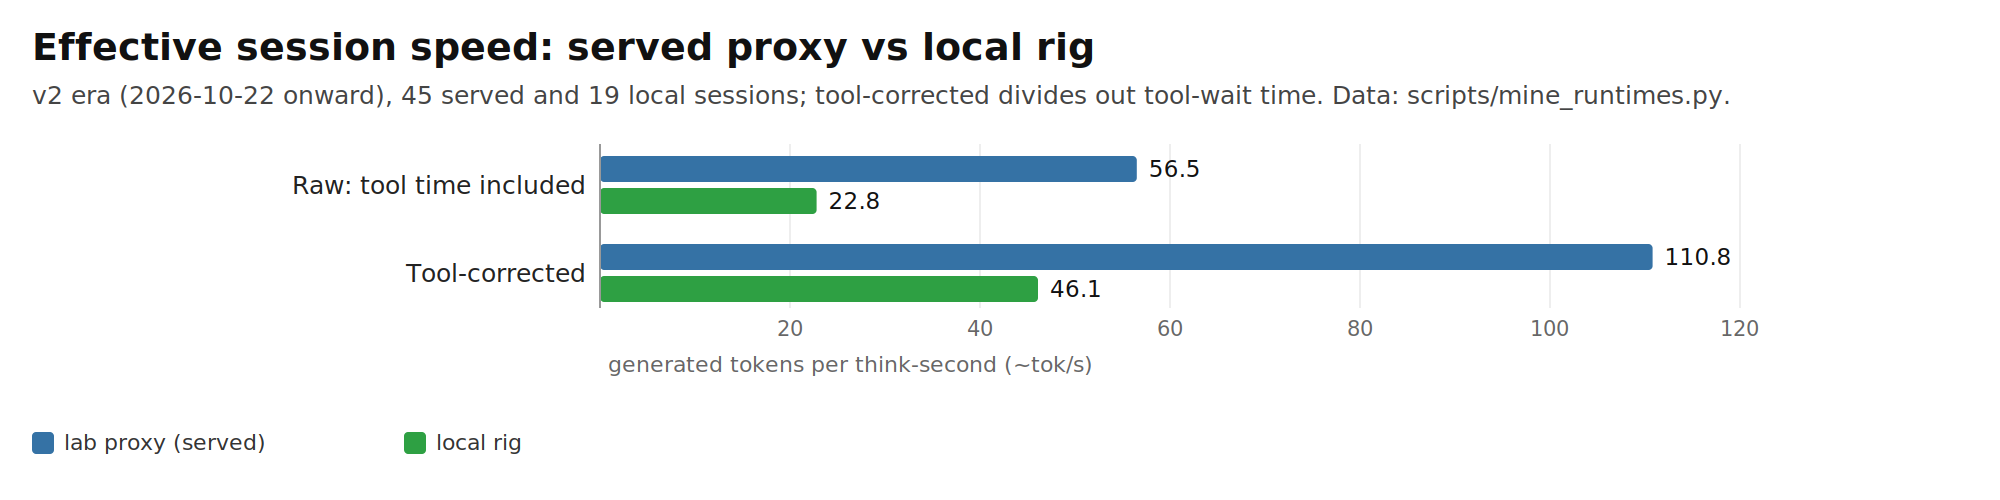 Effective session speed: served proxy vs local rig
v2 era (2026-10-22 onward), 45 served and 19 local sessions; tool-corrected divides out tool-wait time. Data: scripts/mine_runtimes.py.
Raw: tool time included
56.5
22.8
Tool-corrected
110.8
46.1
20 40 60 80 100 120
generated tokens per think-second (~tok/s)
lab proxy (served) local rig